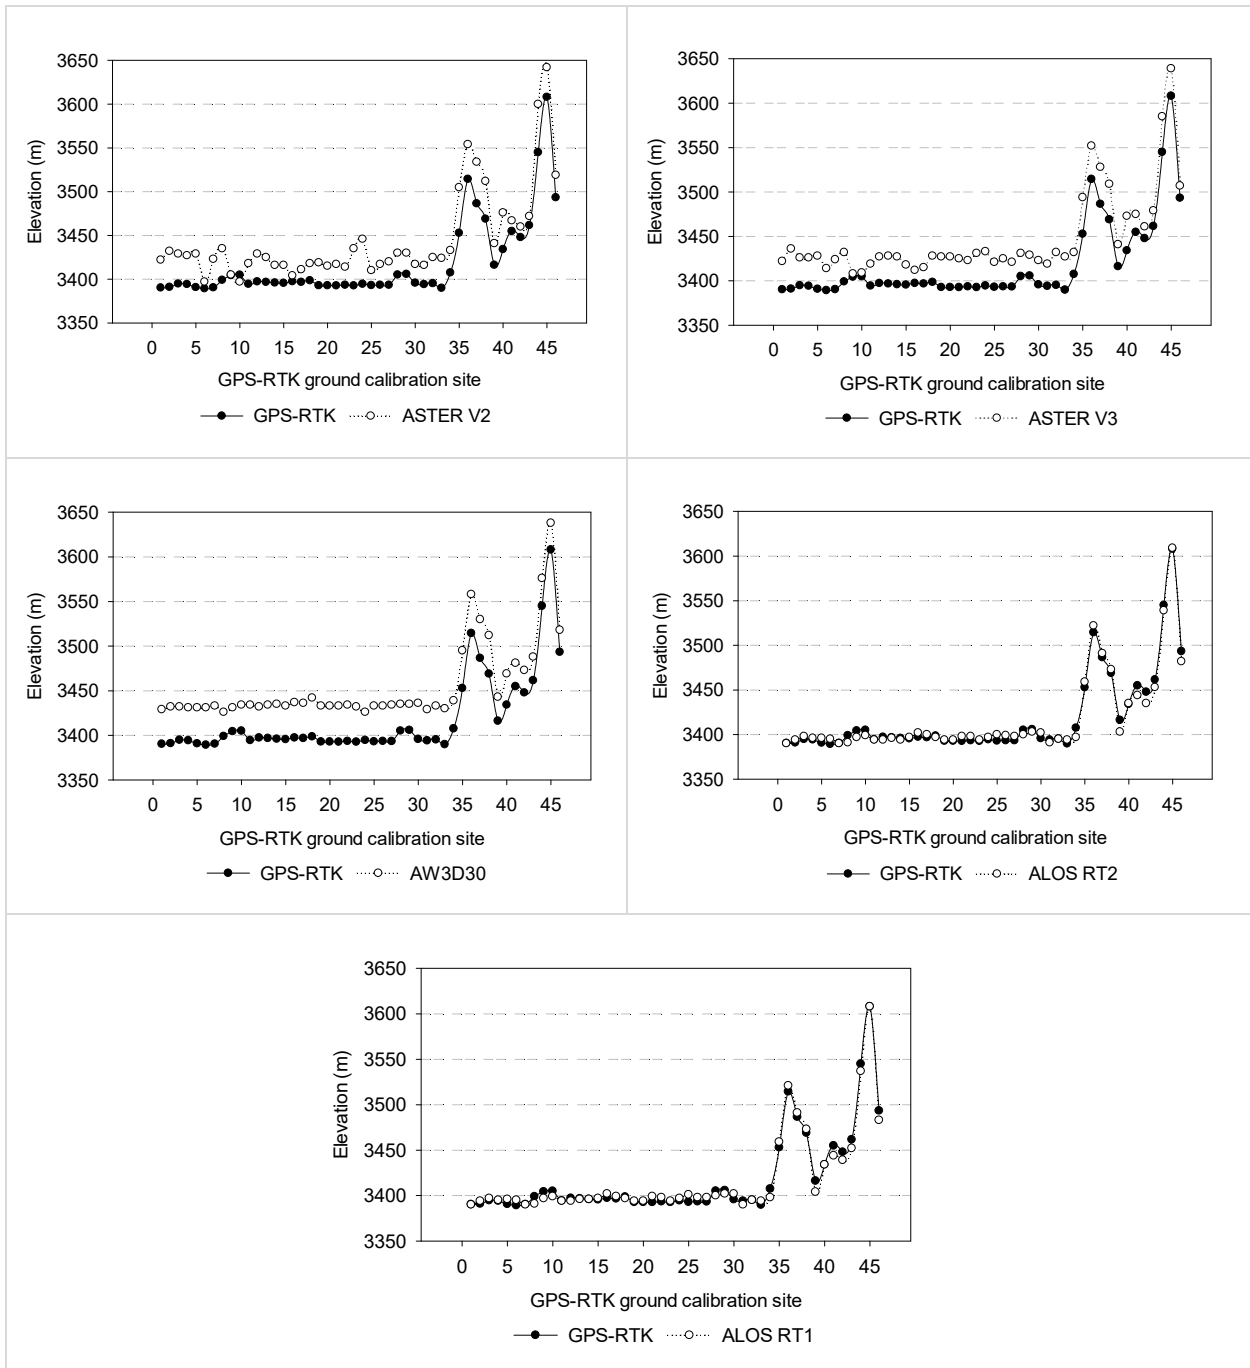 3650
3600
3550
3500
3450
3400
3350
Elevation (m)
0 5 10 15 20 25 30 35 40 45
GPS-RTK ground calibration site
GPS-RTK ASTER V2
3650
3600
3550
3500
3450
3400
3350
Elevation (m)
0 5 10 15 20 25 30 35 40 45
GPS-RTK ground calibration site
GPS-RTK ASTER V3
3650
3600
3550
3500
3450
3400
3350
Elevation (m)
0 5 10 15 20 25 30 35 40 45
GPS-RTK ground calibration site
GPS-RTK AW3D30
3650
3600
3550
3500
3450
3400
3350
Elevation (m)
0 5 10 15 20 25 30 35 40 45
GPS-RTK ground calibration site
GPS-RTK ALOS RT2
3650
3600
3550
3500
3450
3400
3350
Elevation (m)
0 5 10 15 20 25 30 35 40 45
GPS-RTK ground calibration site
GPS-RTK ALOS RT1